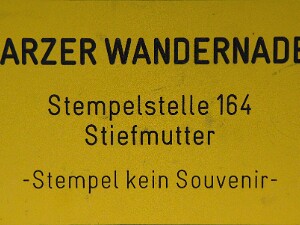 ARZER WANDERNADE
Stempelstelle 164
Stiefmutter
-Stempel kein Souvenir-